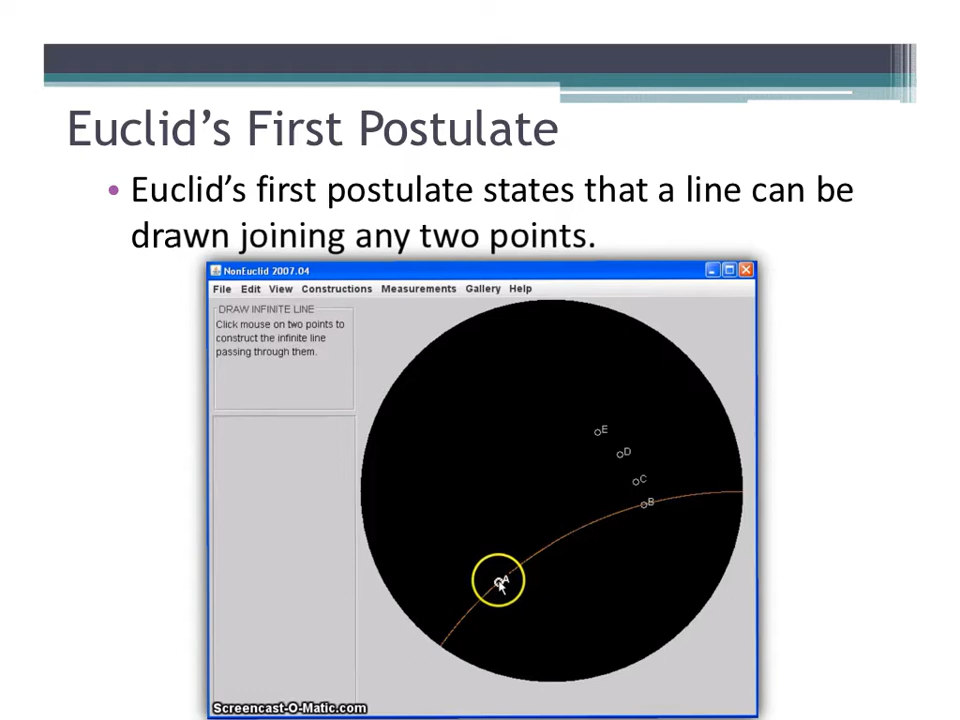 Euclid’s First Postulate
• Euclid’s first postulate states that a line can be
drawn joining any two points.
NonEuclid 2007.04
File Edit View Constructions Measurements Gallery Help
DRAW INFINITE LINE
Click mouse on two points to
construct the infinite line
passing through them.
E
D
C
B
A
Screencast-O-Matic.com